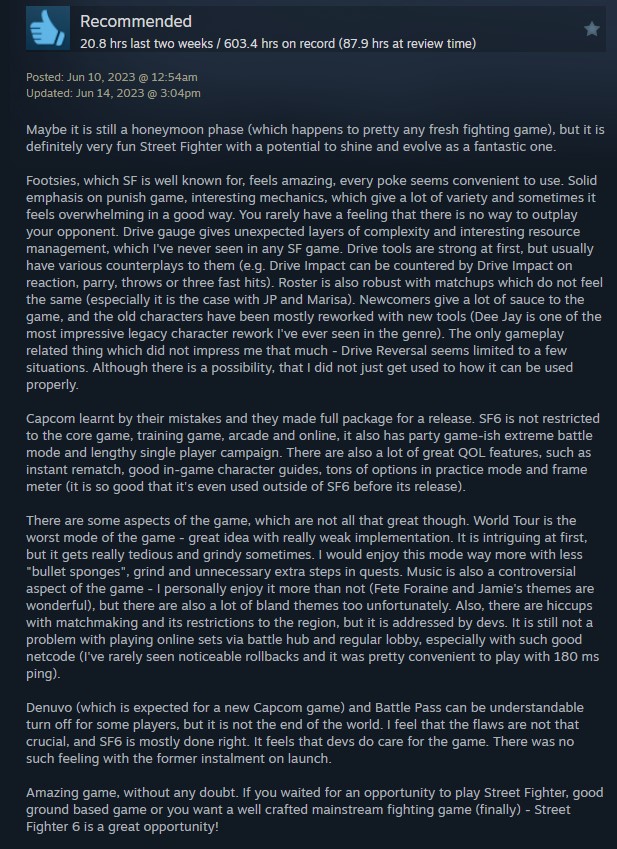 Recommended
20.8 hrs last two weeks / 603.4 hrs on record (87.9 hrs at review time)
Posted: Jun 10, 2023 @ 12:54am
Updated: Jun 14, 2023 @ 3:04pm
Maybe it is still a honeymoon phase (which happens to pretty any fresh fighting game), but it is
definitely very fun Street Fighter with a potential to shine and evolve as a fantastic one.
Footsies, which SF is well known for, feels amazing, every poke seems convenient to use. Solid
emphasis on punish game, interesting mechanics, which give a lot of variety and sometimes it
feels overwhelming in a good way. You rarely have a feeling that there is no way to outplay
your opponent. Drive gauge gives unexpected layers of complexity and interesting resource
management, which I've never seen in any SF game. Drive tools are strong at first, but usually
have various counterplays to them (e.g. Drive Impact can be countered by Drive Impact on
reaction, parry, throws or three fast hits). Roster is also robust with matchups which do not feel
the same (especially it is the case with JP and Marisa). Newcomers give a lot of sauce to the
game, and the old characters have been mostly reworked with new tools (Dee Jay is one of the
most impressive legacy character rework I've ever seen in the genre). The only gameplay
related thing which did not impress me that much - Drive Reversal seems limited to a few
situations. Although there is a possibility, that I did not just get used to how it can be used
properly.
Capcom learnt by their mistakes and they made full package for a release. SF6 is not restricted
to the core game, training game, arcade and online, it also has party game-ish extreme battle
mode and lengthy single player campaign. There are also a lot of great QOL features, such as
instant rematch, good in-game character guides, tons of options in practice mode and frame
meter (it is so good that it's even used outside of SF6 before its release).
There are some aspects of the game, which are not all that great though. World Tour is the
worst mode of the game - great idea with really weak implementation. It is intriguing at first,
but it gets really tedious and grindy sometimes. I would enjoy this mode way more with less
"bullet sponges", grind and unnecessary extra steps in quests. Music is also a controversial
aspect of the game - I personally enjoy it more than not (Fete Foraine and Jamie's themes are
wonderful), but there are also a lot of bland themes too unfortunately. Also, there are hiccups
with matchmaking and its restrictions to the region, but it is addressed by devs. It is still not a
problem with playing online sets via battle hub and regular lobby, especially with such good
netcode (I've rarely seen noticeable rollbacks and it was pretty convenient to play with 180 ms
ping).
Denuvo (which is expected for a new Capcom game) and Battle Pass can be understandable
turn off for some players, but it is not the end of the world. I feel that the flaws are not that
crucial, and SF6 is mostly done right. It feels that devs do care for the game. There was no
such feeling with the former instalment on launch.
Amazing game, without any doubt. If you waited for an opportunity to play Street Fighter, good
ground based game or you want a well crafted mainstream fighting game (finally) - Street
Fighter 6 is a great opportunity!